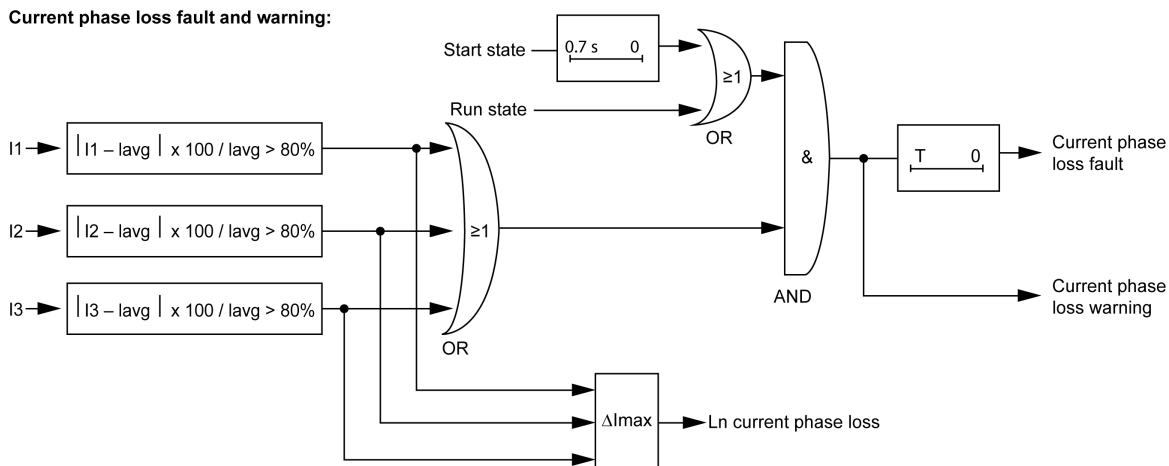 Current phase loss fault and warning:
Start state
0.7 s 0
≥1
Run state
OR
I1
| I1 – Iavg | x 100 / Iavg > 80%
&
T 0
Current phase
loss fault
I2
| I2 – Iavg | x 100 / Iavg > 80%
≥1
I3
| I3 – Iavg | x 100 / Iavg > 80%
OR
AND
Current phase
loss warning
ΔImax
Ln current phase loss